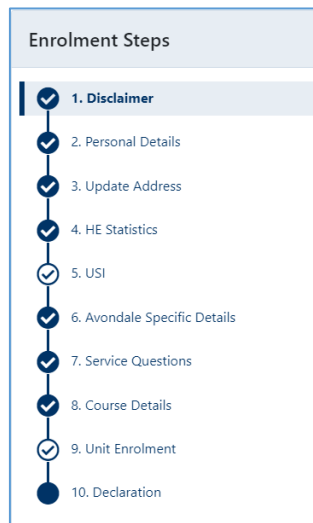 Enrolment Steps
1. Disclaimer
2. Personal Details
3. Update Address
4. HE Statistics
5. USI
6. Avondale Specific Details
7. Service Questions
8. Course Details
9. Unit Enrolment
10. Declaration